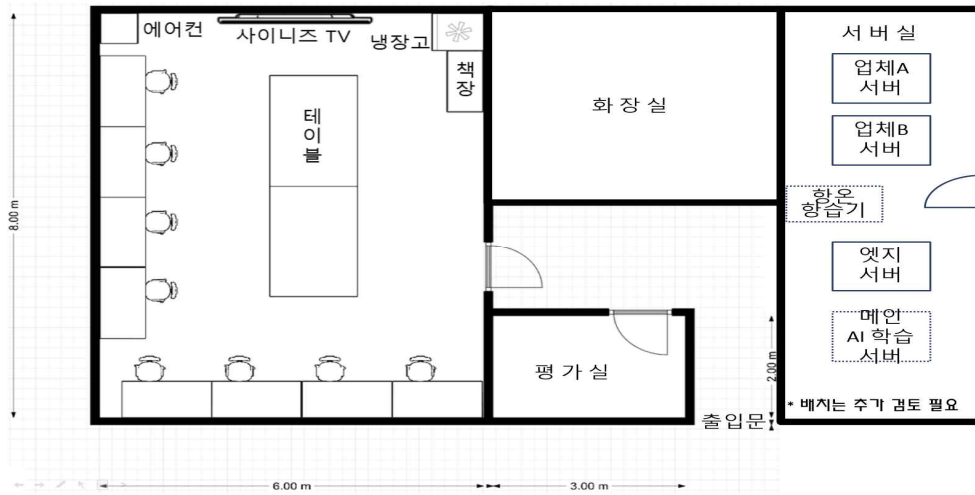 에어컨
사이니즈 TV
냉장고
책
장
테
이
블
화 장 실
서 버 실
업체A
서버
업체B
서버
항온
항습기
엣지
서버
메인
AI 학습
서버
* 배치는 추가 검토 필요
평 가 실
출입문
8.00 m
2.00 m
6.00 m
3.00 m